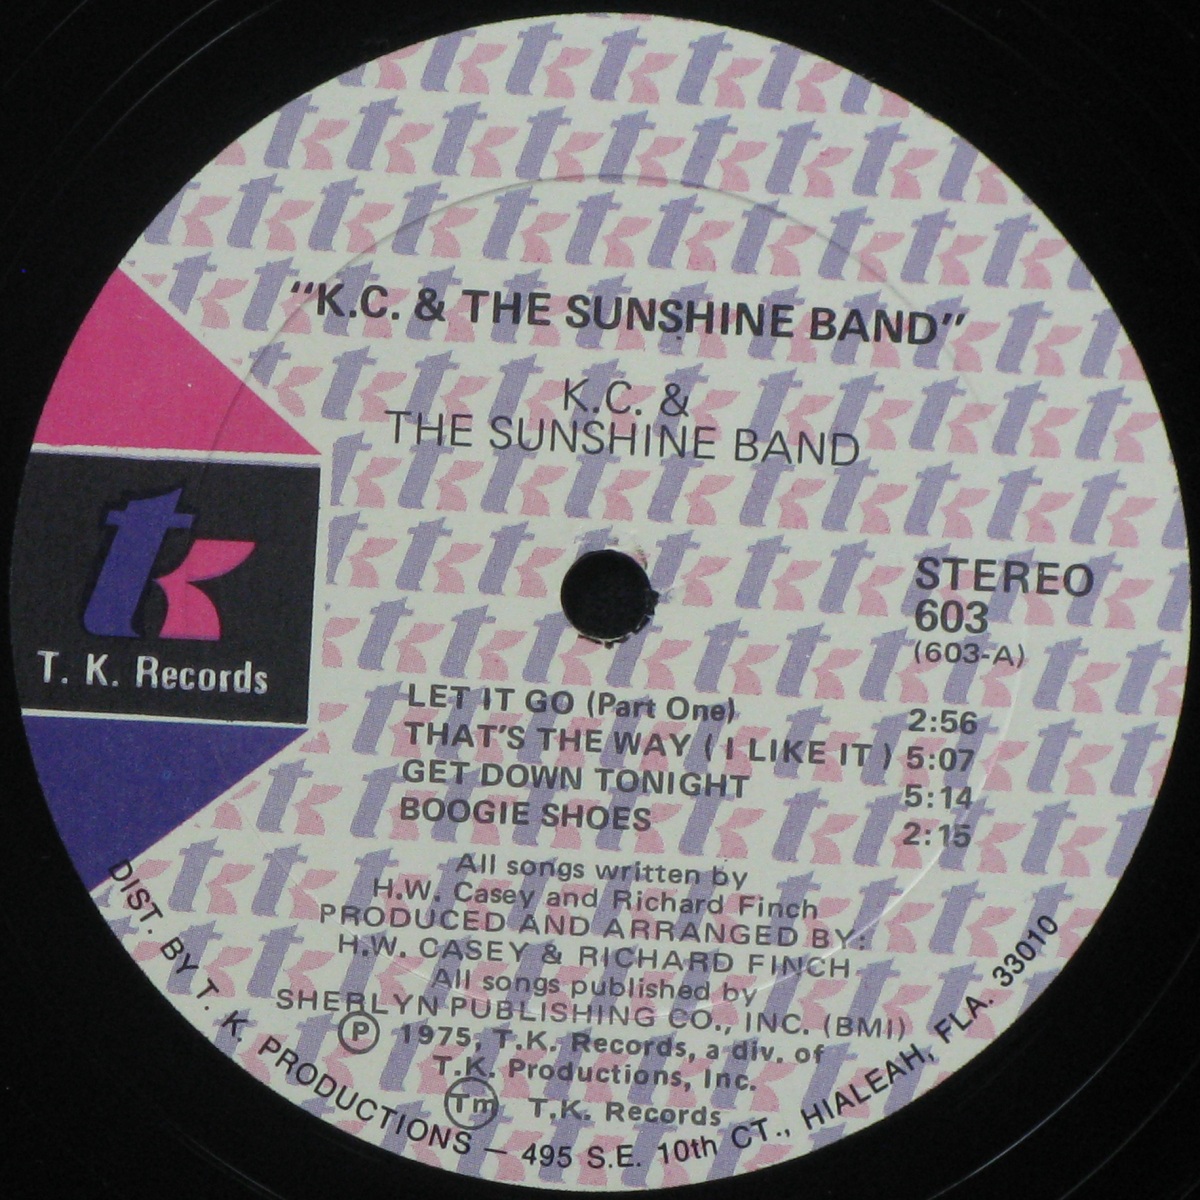 "K.C. & THE SUNSHINE BAND"
K.C. &
THE SUNSHINE BAND
tk
T. K. Records
STEREO
603
(603-A)
LET IT GO (Part One) 2:56
THAT'S THE WAY ( I LIKE IT ) 5:07
GET DOWN TONIGHT 5:14
BOOGIE SHOES 2:15
All songs written by
H.W. Casey and Richard Finch
PRODUCED AND ARRANGED BY:
H.W. CASEY & RICHARD FINCH
All songs published by
SHERLYN PUBLISHING CO., INC. (BMI)
Ⓟ 1975, T.K. Records, a div. of
T.K. Productions, Inc.
Tm T.K. Records
DIST. BY T. K. PRODUCTIONS — 495 S.E. 10th CT., HIALEAH, FLA. 33010